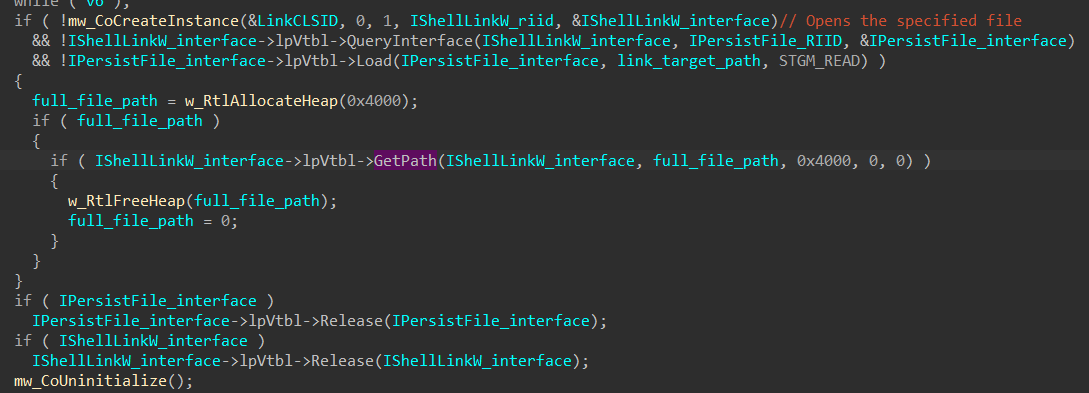 while ( v6 );
if ( !mw_CoCreateInstance(&LinkCLSID, 0, 1, IShellLinkW_riid, &IShellLinkW_interface )// Opens the specified file
&& !IShellLinkW_interface->lpVtbl->QueryInterface(IShellLinkW_interface, IPersistFile_RIID, &IPersistFile_interface)
&& !IPersistFile_interface->lpVtbl->Load(IPersistFile_interface, link_target_path, STGM_READ) )
{
full_file_path = w_RtlAllocateHeap(0x4000);
if ( full_file_path )
{
if ( IShellLinkW_interface->lpVtbl->GetPath(IShellLinkW_interface, full_file_path, 0x4000, 0, 0) )
{
w_RtlFreeHeap(full_file_path);
full_file_path = 0;
}
}
}
if ( IPersistFile_interface )
IPersistFile_interface->lpVtbl->Release(IPersistFile_interface);
if ( IShellLinkW_interface )
IShellLinkW_interface->lpVtbl->Release(IShellLinkW_interface);
mw_CoUninitialize();